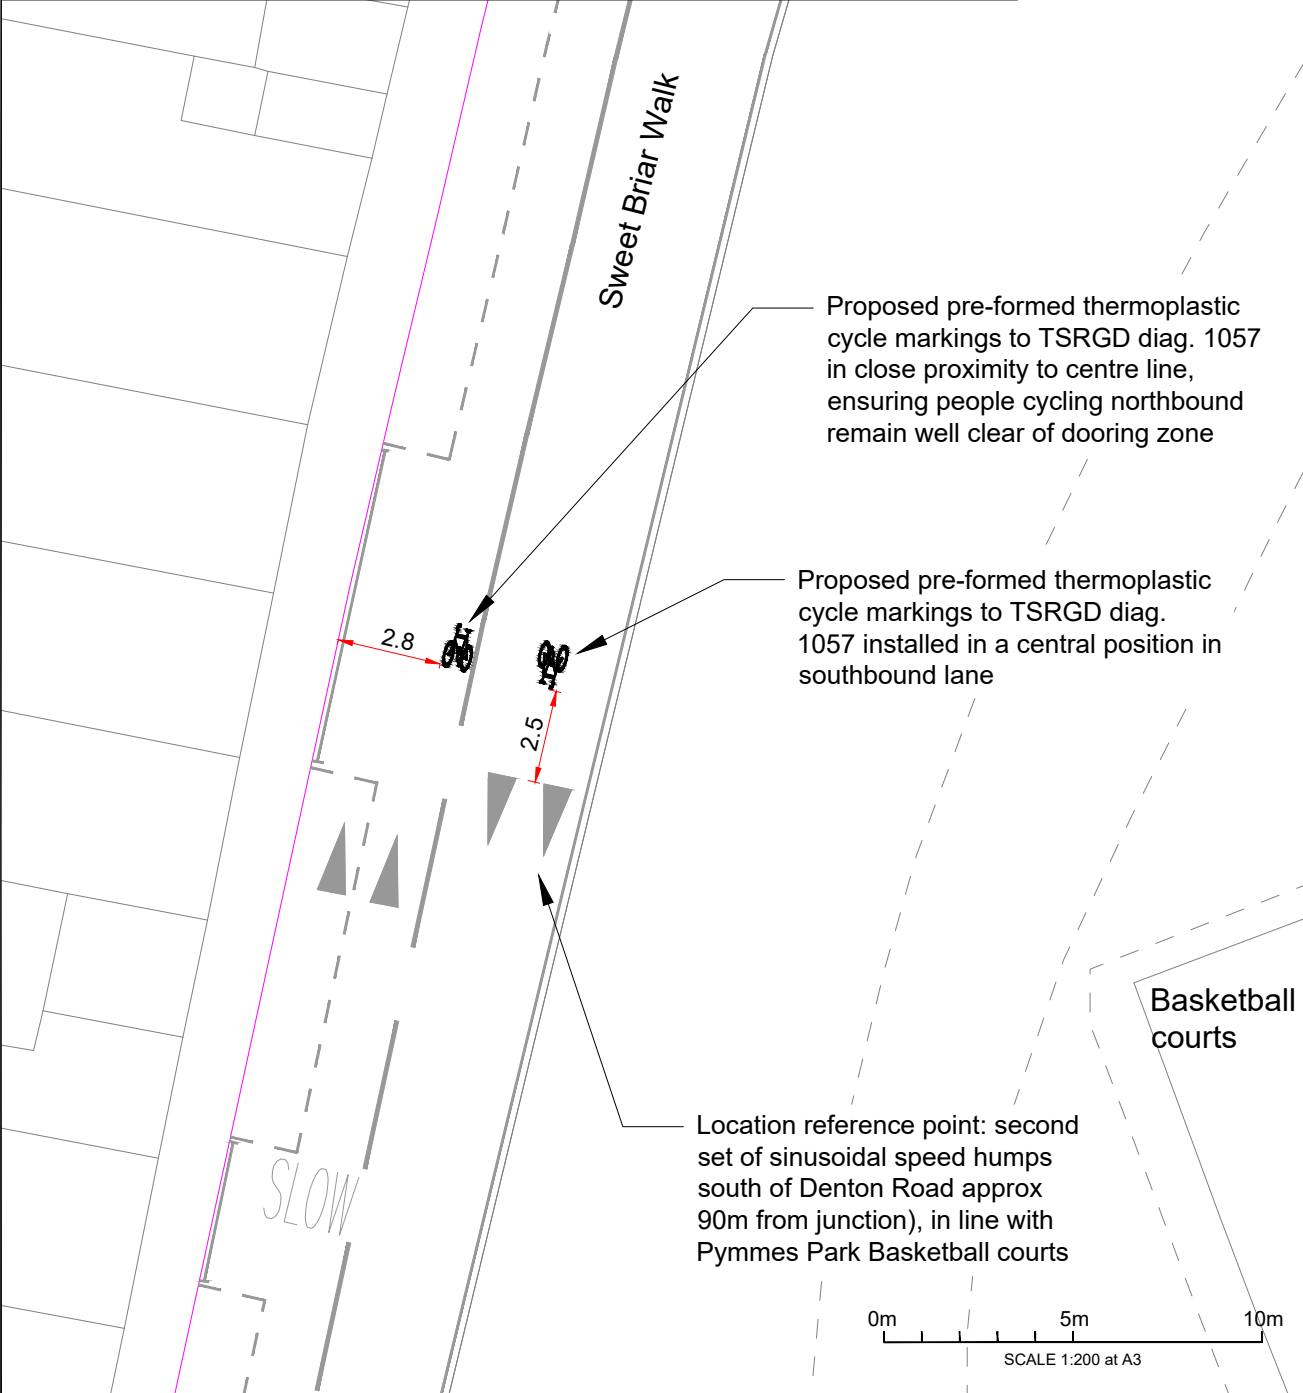 Sweet Briar Walk
Proposed pre-formed thermoplastic
cycle markings to TSRGD diag. 1057
in close proximity to centre line,
ensuring people cycling northbound
remain well clear of dooring zone
Proposed pre-formed thermoplastic
cycle markings to TSRGD diag.
1057 installed in a central position in
southbound lane
2.8
2.5
Basketball
courts
Location reference point: second
set of sinusoidal speed humps
south of Denton Road approx
90m from junction), in line with
Pymmes Park Basketball courts
SLOW
0m 5m 10m
SCALE 1:200 at A3